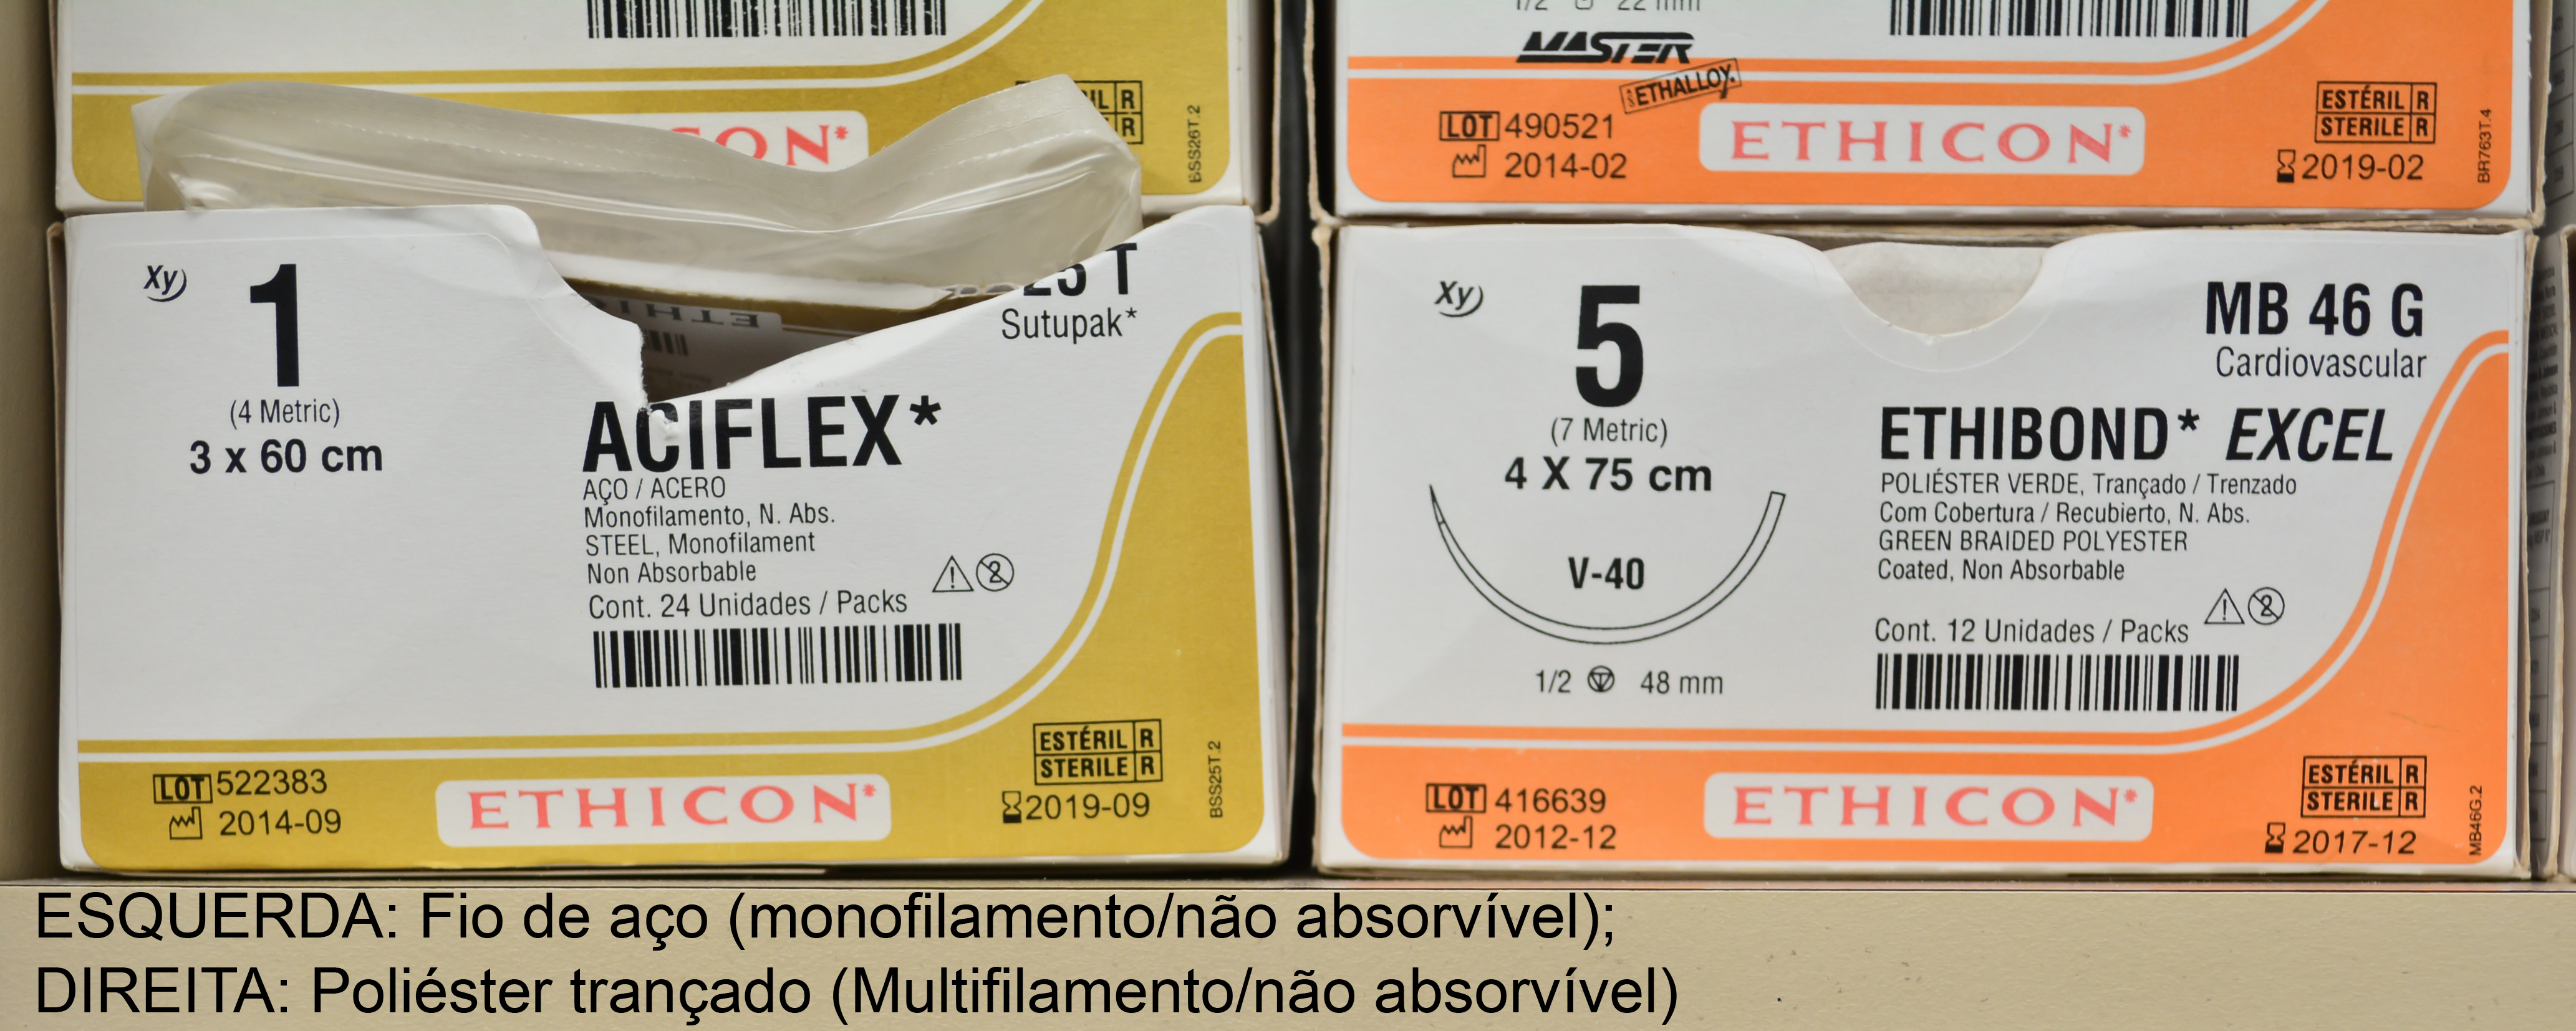 BSS26T.2
1/2 22 mm
MASTER
ETHALLOY
LOT 490521
2014-02
ETHICON*
ESTÉRIL R
STERILE R
2019-02
BR763T.4
Xy)
1
(4 Metric)
3 x 60 cm
Sutupak*
ACIFLEX*
AÇO / ACERO
Monofilamento, N. Abs.
STEEL, Monofilament
Non Absorbable
Cont. 24 Unidades / Packs
LOT 522383
2014-09
ETHICON*
ESTÉRIL R
STERILE R
2019-09
BSS25T.2
Xy)
5
(7 Metric)
4 X 75 cm
V-40
1/2 48 mm
MB 46 G
Cardiovascular
ETHIBOND* EXCEL
POLIÉSTER VERDE, Trançado / Trenzado
Com Cobertura / Recubierto, N. Abs.
GREEN BRAIDED POLYESTER
Coated, Non Absorbable
Cont. 12 Unidades / Packs
LOT 416639
2012-12
ETHICON*
ESTÉRIL R
STERILE R
2017-12
MB46G.2
ESQUERDA: Fio de aço (monofilamento/não absorvível);
DIREITA: Poliéster trançado (Multifilamento/não absorvível)